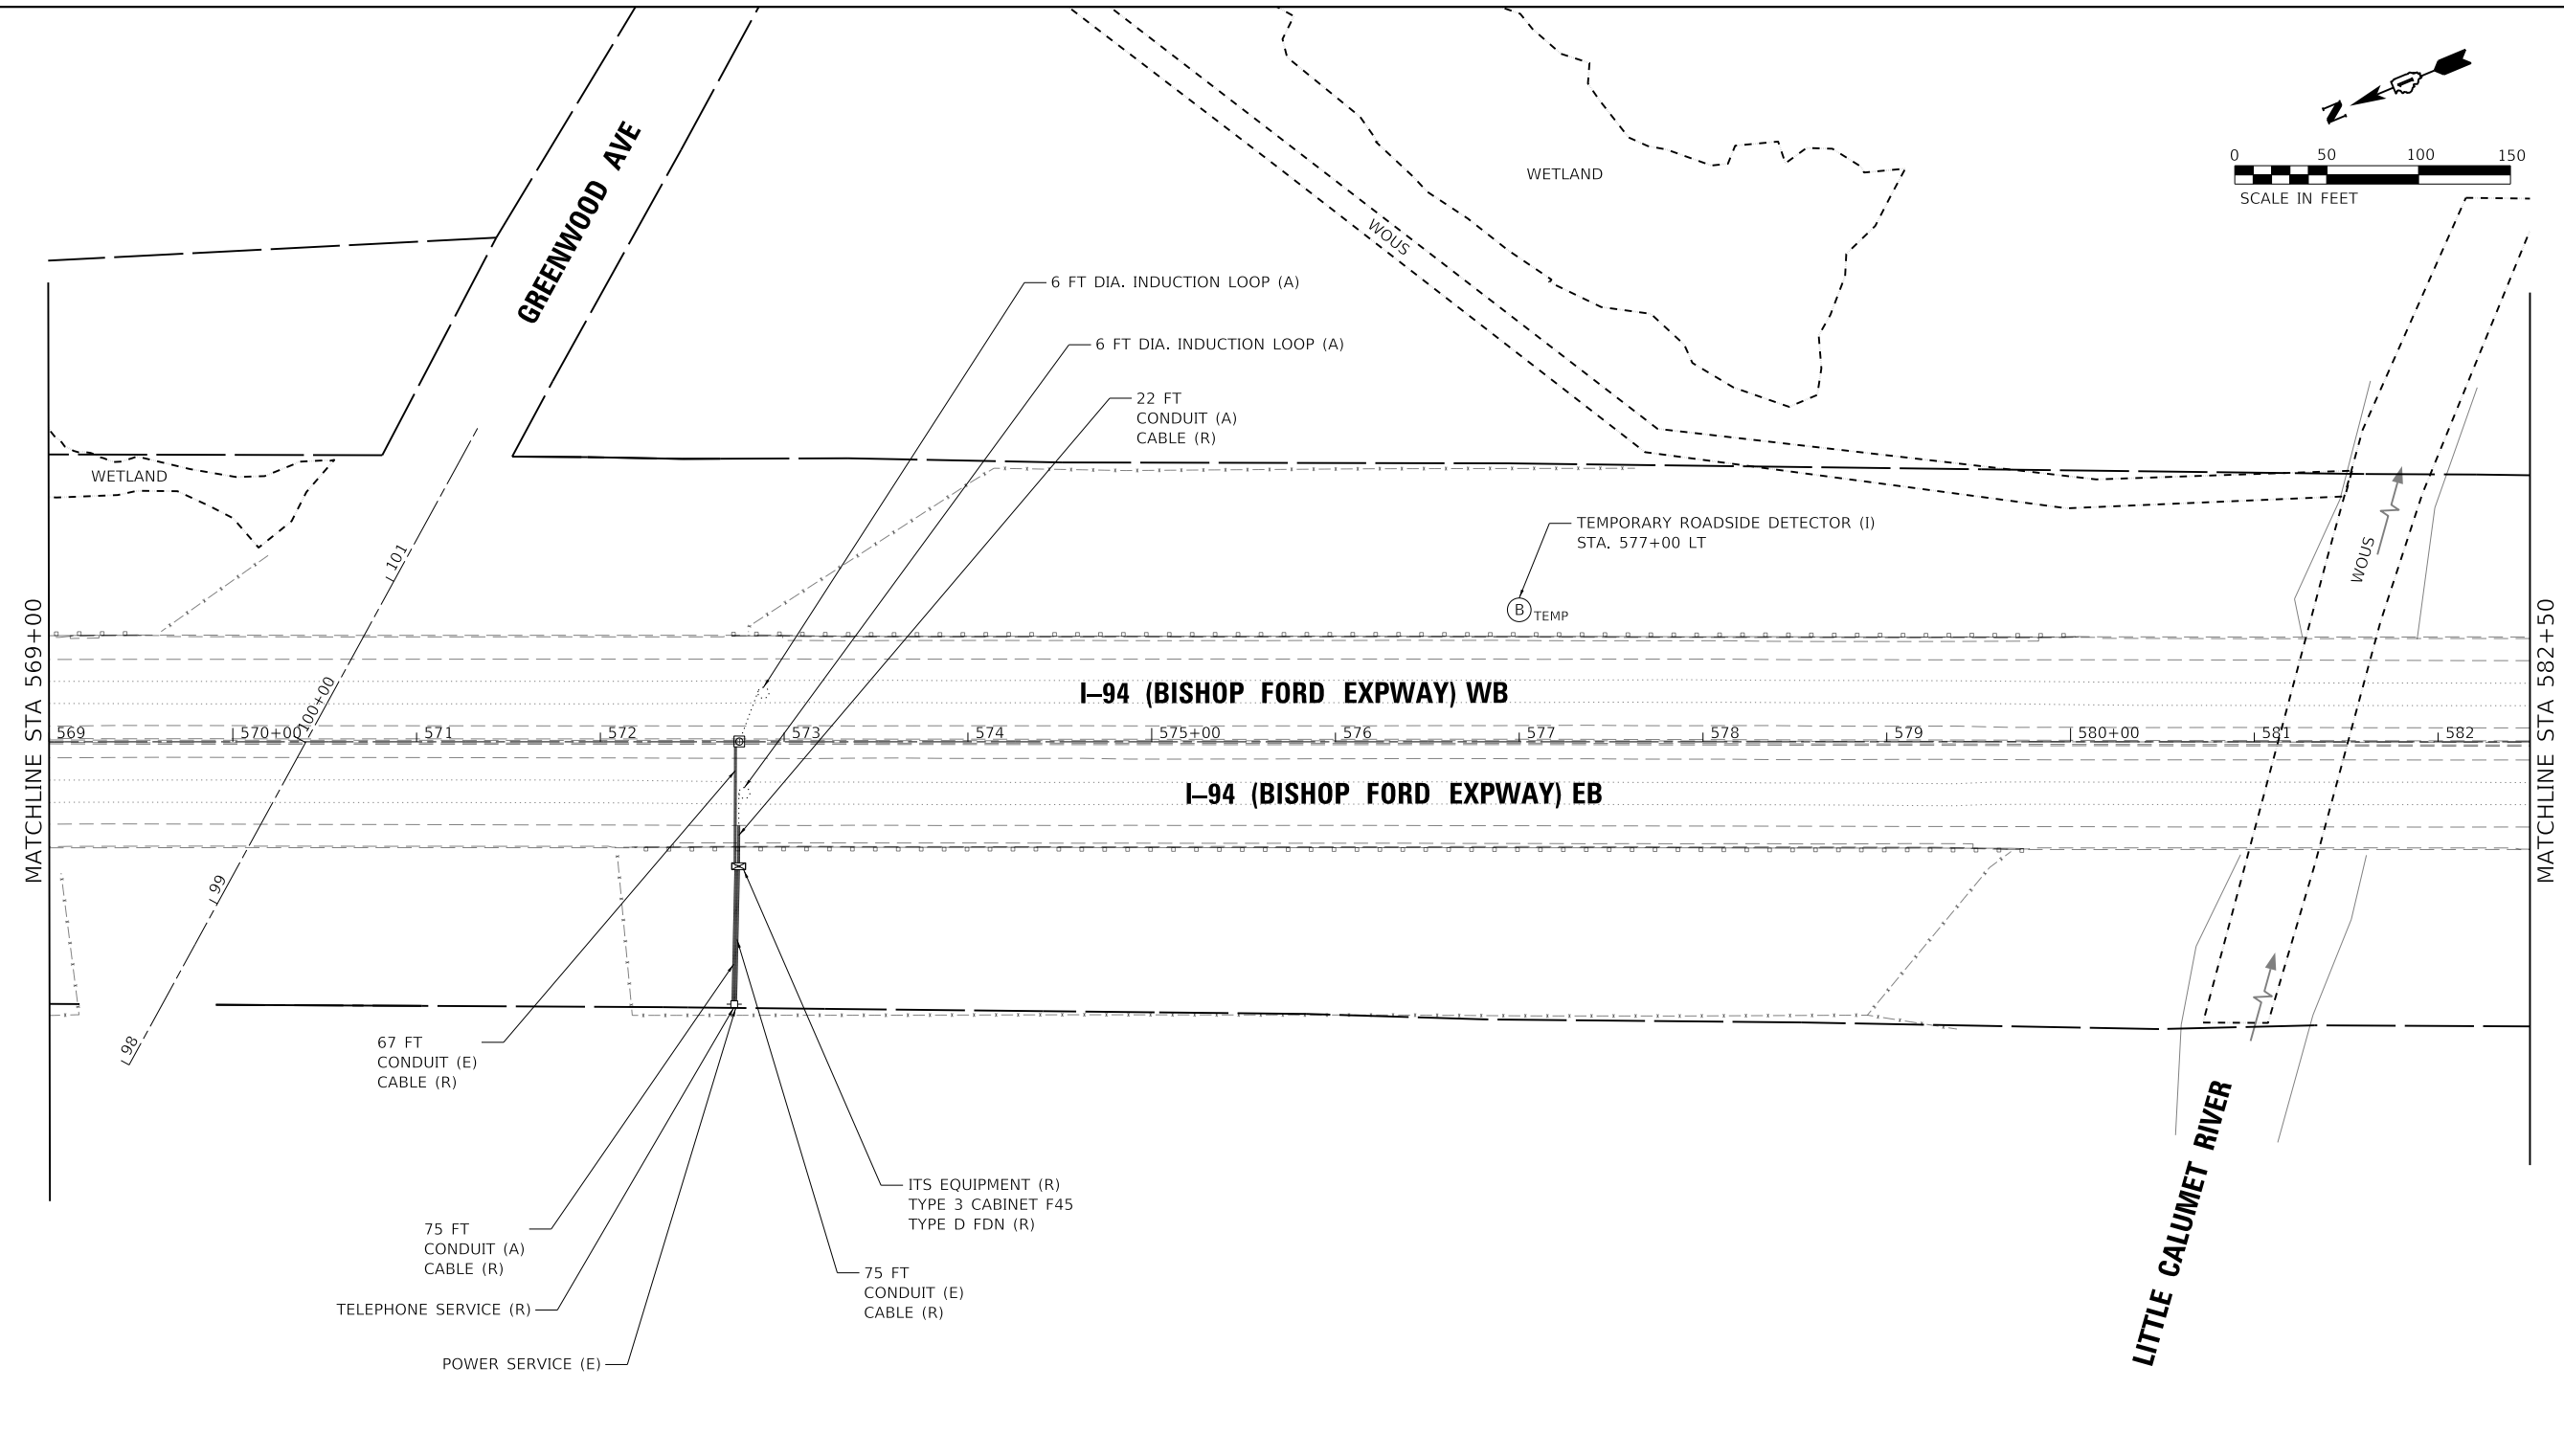 N
0 50 100 150
SCALE IN FEET
GREENWOOD AVE
WETLAND
WOUS
6 FT DIA. INDUCTION LOOP (A)
6 FT DIA. INDUCTION LOOP (A)
22 FT
CONDUIT (A)
CABLE (R)
WETLAND
TEMPORARY ROADSIDE DETECTOR (I)
STA. 577+00 LT
B TEMP
WOUS
101
100+00
99
98
MATCHLINE STA 569+00
MATCHLINE STA 582+50
I–94 (BISHOP FORD EXPWAY) WB
569 570+00 571 572 573 574 575+00 576 577 578 579 580+00 581 582
I–94 (BISHOP FORD EXPWAY) EB
67 FT
CONDUIT (E)
CABLE (R)
ITS EQUIPMENT (R)
TYPE 3 CABINET F45
TYPE D FDN (R)
75 FT
CONDUIT (A)
CABLE (R)
75 FT
CONDUIT (E)
CABLE (R)
TELEPHONE SERVICE (R)
POWER SERVICE (E)
LITTLE CALUMET RIVER